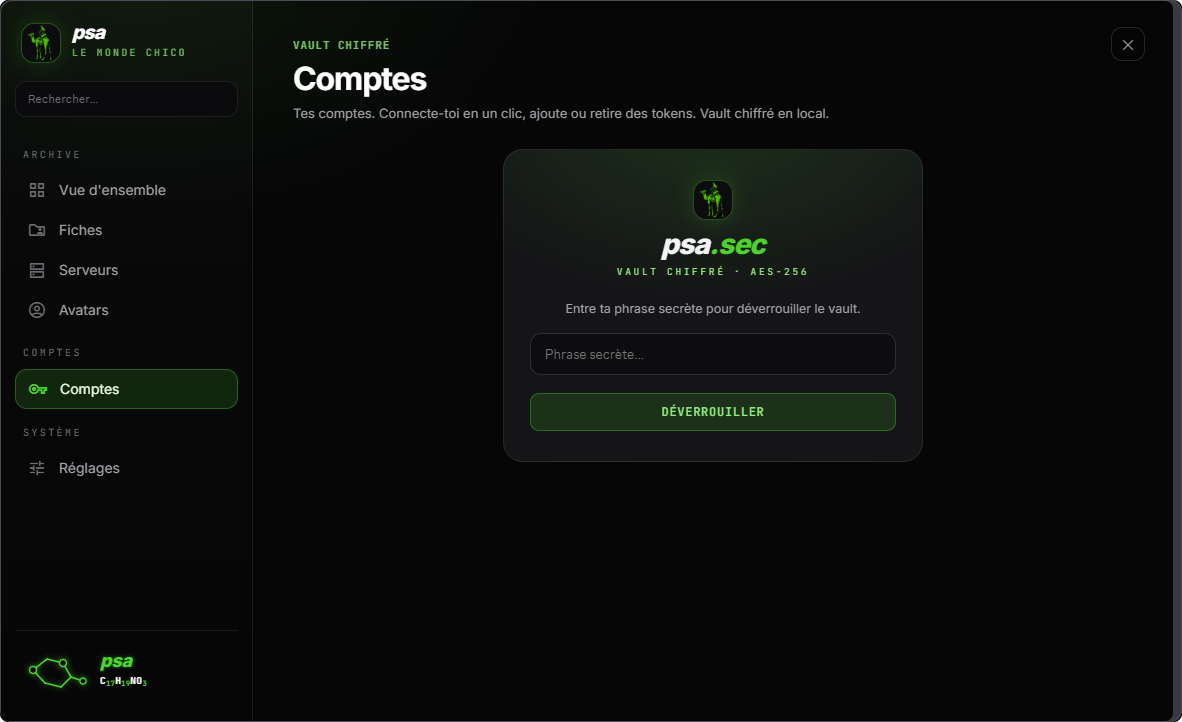 psa
LE MONDE CHICO
Rechercher...
ARCHIVE
Vue d'ensemble
Fiches
Serveurs
Avatars
COMPTES
Comptes
SYSTÈME
Réglages
psa
C₁₇H₁₉NO₃
VAULT CHIFFRÉ
Comptes
Tes comptes. Connecte-toi en un clic, ajoute ou retire des tokens. Vault chiffré en local.
psa.sec
VAULT CHIFFRÉ · AES-256
Entre ta phrase secrète pour déverrouiller le vault.
Phrase secrète...
DÉVERROUILLER